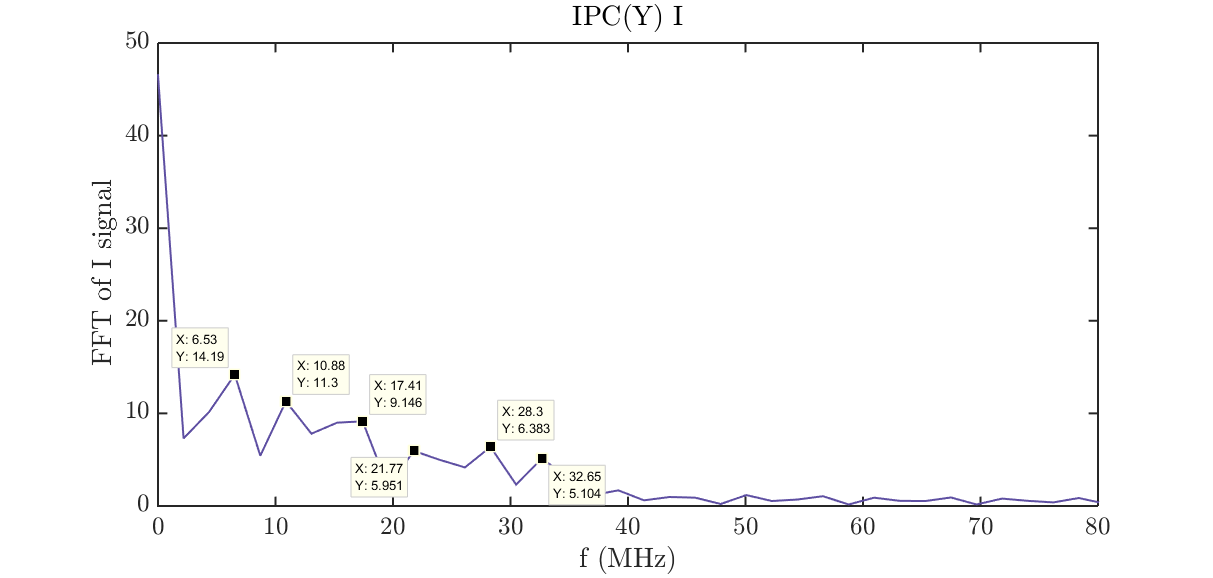 IPC(Y) I
50
40
30
20
10
0
FFT of I signal
X: 6.53
Y: 14.19
X: 10.88
Y: 11.3
X: 17.41
Y: 9.146
X: 21.77
Y: 5.951
X: 28.3
Y: 6.383
X: 32.65
Y: 5.104
0 10 20 30 40 50 60 70 80
f (MHz)